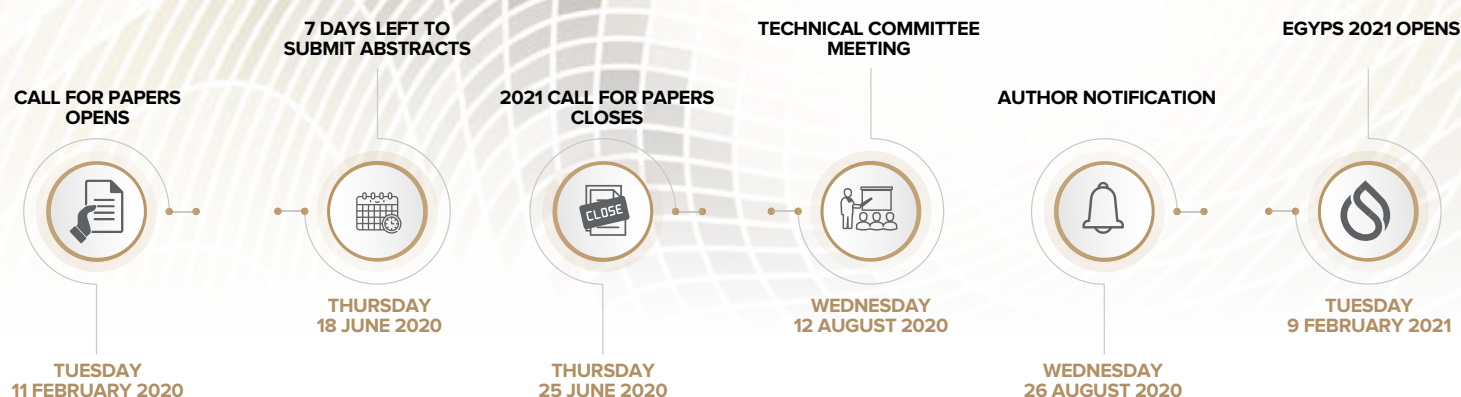 CALL FOR PAPERS
OPENS
TUESDAY
11 FEBRUARY 2020
7 DAYS LEFT TO
SUBMIT ABSTRACTS
THURSDAY
18 JUNE 2020
2021 CALL FOR PAPERS
CLOSES
CLOSE
THURSDAY
25 JUNE 2020
TECHNICAL COMMITTEE
MEETING
WEDNESDAY
12 AUGUST 2020
AUTHOR NOTIFICATION
WEDNESDAY
26 AUGUST 2020
EGYPS 2021 OPENS
TUESDAY
9 FEBRUARY 2021